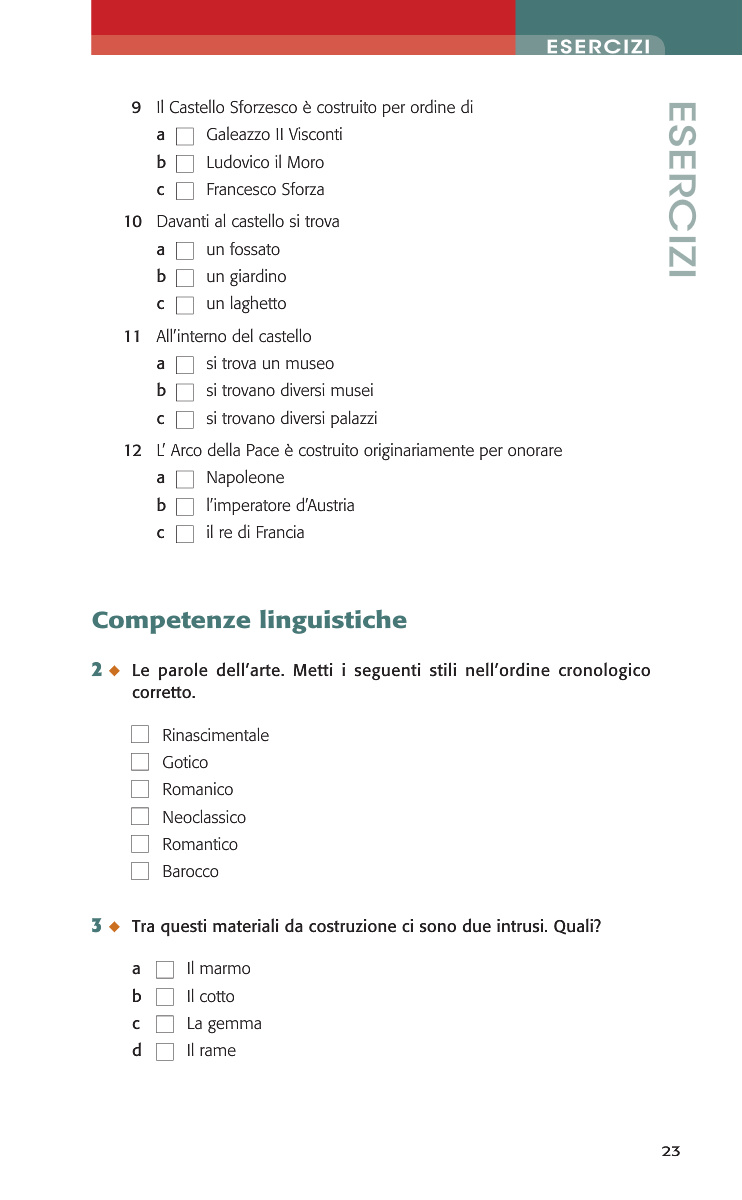 ESERCIZI
ESERCIZI
9 Il Castello Sforzesco è costruito per ordine di
a Galeazzo II Visconti
b Ludovico il Moro
c Francesco Sforza
10 Davanti al castello si trova
a un fossato
b un giardino
c un laghetto
11 All'interno del castello
a si trova un museo
b si trovano diversi musei
c si trovano diversi palazzi
12 L' Arco della Pace è costruito originariamente per onorare
a Napoleone
b l'imperatore d'Austria
c il re di Francia
Competenze linguistiche
2 ◆ Le parole dell'arte. Metti i seguenti stili nell'ordine cronologico
corretto.
Rinascimentale
Gotico
Romanico
Neoclassico
Romantico
Barocco
3 ◆ Tra questi materiali da costruzione ci sono due intrusi. Quali?
a Il marmo
b Il cotto
c La gemma
d Il rame
23